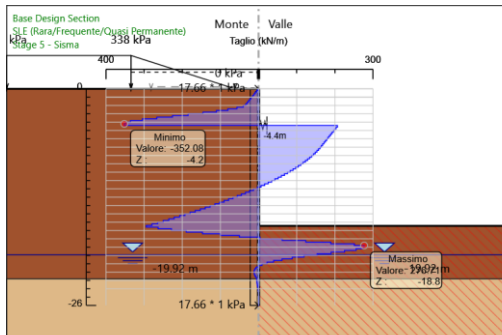 Base Design Section
SLE (Rara/Frequente/Quasi Permanente)
Stage 5 - Sisma
Monte Valle
kPa 338 kPa Taglio (kN/m)
400 300
0 kPa
0 17.66 * 1 kPa
-4.4m
Minimo
Valore: -352.08
Z : -4.2
-19.92 m
Massimo
Valore:
Z : -18.8
-26 17.66 * 1 kPa